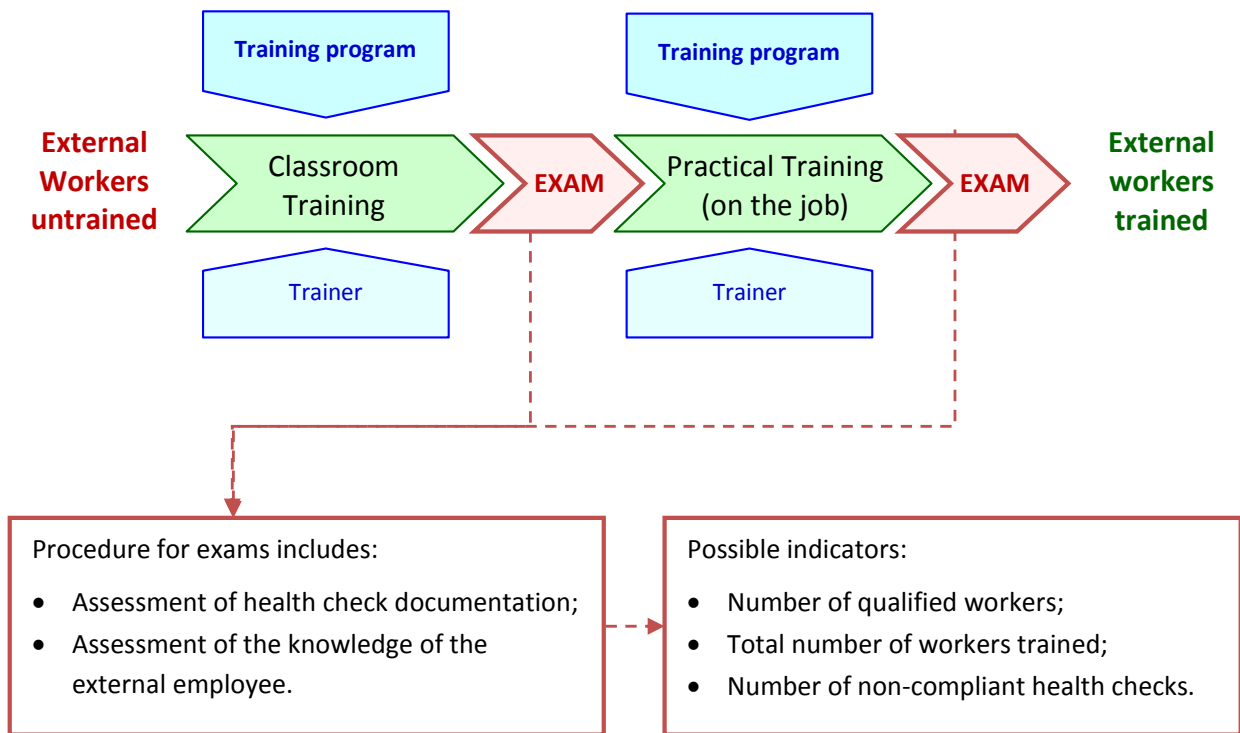 Training program
Training program
External
Workers
untrained
Classroom
Training
EXAM
Practical Training
(on the job)
EXAM
External
workers
trained
Trainer
Trainer
Procedure for exams includes:
• Assessment of health check documentation;
• Assessment of the knowledge of the
external employee.
Possible indicators:
• Number of qualified workers;
• Total number of workers trained;
• Number of non-compliant health checks.